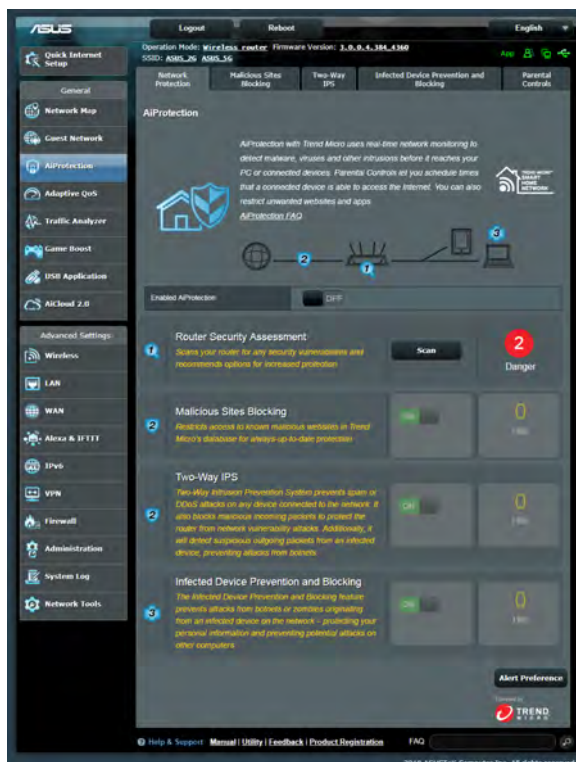 ASUS
Logout
Reboot
English
Quick Internet
Setup
Operation Mode: Wireless router Firmware Version: 3.0.0.4.384_4360
SSID: ASUS_2G ASUS_5G
App
General
Network Map
Guest Network
AiProtection
Adaptive QoS
Traffic Analyzer
Game Boost
USB Application
AiCloud 2.0
Advanced Settings
Wireless
LAN
WAN
Alexa & IFTTT
IPv6
VPN
Firewall
Administration
System Log
Network Tools
Network
Protection
Malicious Sites
Blocking
Two-Way
IPS
Infected Device Prevention and
Blocking
Parental
Controls
AiProtection
AiProtection with Trend Micro uses real-time network monitoring to
detect malware, viruses and other intrusions before it reaches your
PC or connected devices. Parental Controls let you schedule times
that a connected device is able to access the Internet. You can also
restrict unwanted websites and apps.
AiProtection FAQ
TREND MICRO
SMART
HOME
NETWORK
3
2
1
Enabled AiProtection
OFF
1
Router Security Assessment
Scans your router for any security vulnerabilities and
recommends options for increased protection
Scan
2
Danger
2
Malicious Sites Blocking
Restricts access to known malicious websites in Trend
Micro's database for always-up-to-date protection
ON
0
2
Two-Way IPS
Two-Way Intrusion Prevention System prevents spam or
DDoS attacks on any device connected to the network. It
also blocks malicious incoming packets to protect the
router from network vulnerability attacks. Additionally, it
will detect suspicious outgoing packets from an infected
device, preventing attacks from botnets.
ON
0
3
Infected Device Prevention and Blocking
The Infected Device Prevention and Blocking feature
prevents attacks from botnets or zombies originating
from an infected device on the network – protecting your
personal information and preventing potential attacks on
other computers
ON
0
Alert Preference
TREND
MICRO
Help & Support Manual | Utility | Feedback | Product Registration FAQ